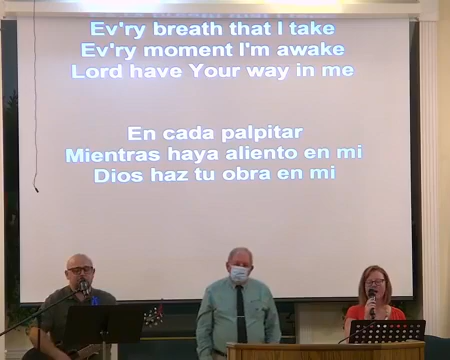 Ev'ry breath that I take
Ev'ry moment I'm awake
Lord have Your way in me
En cada palpitar
Mientras haya aliento en mi
Dios haz tu obra en mi